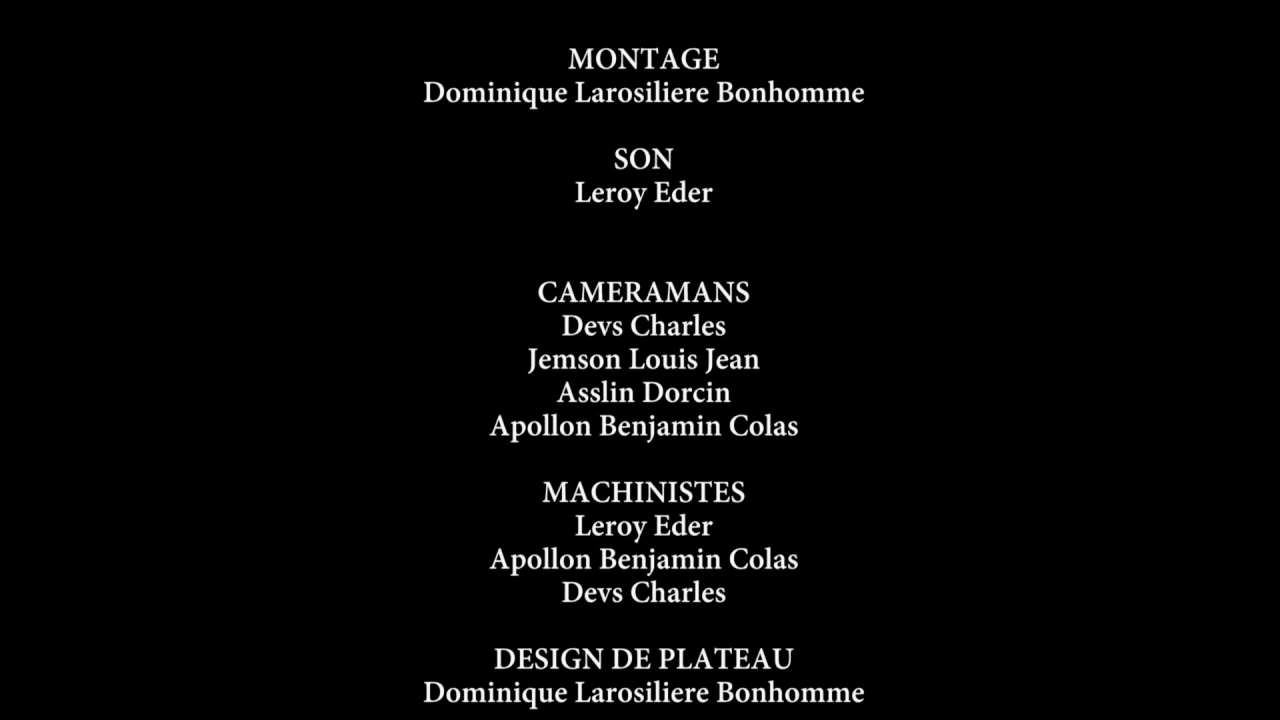 MONTAGE
Dominique Larosiliere Bonhomme
SON
Leroy Eder
CAMERAMANS
Devs Charles
Jemson Louis Jean
Asslin Dorcin
Apollon Benjamin Colas
MACHINISTES
Leroy Eder
Apollon Benjamin Colas
Devs Charles
DESIGN DE PLATEAU
Dominique Larosiliere Bonhomme